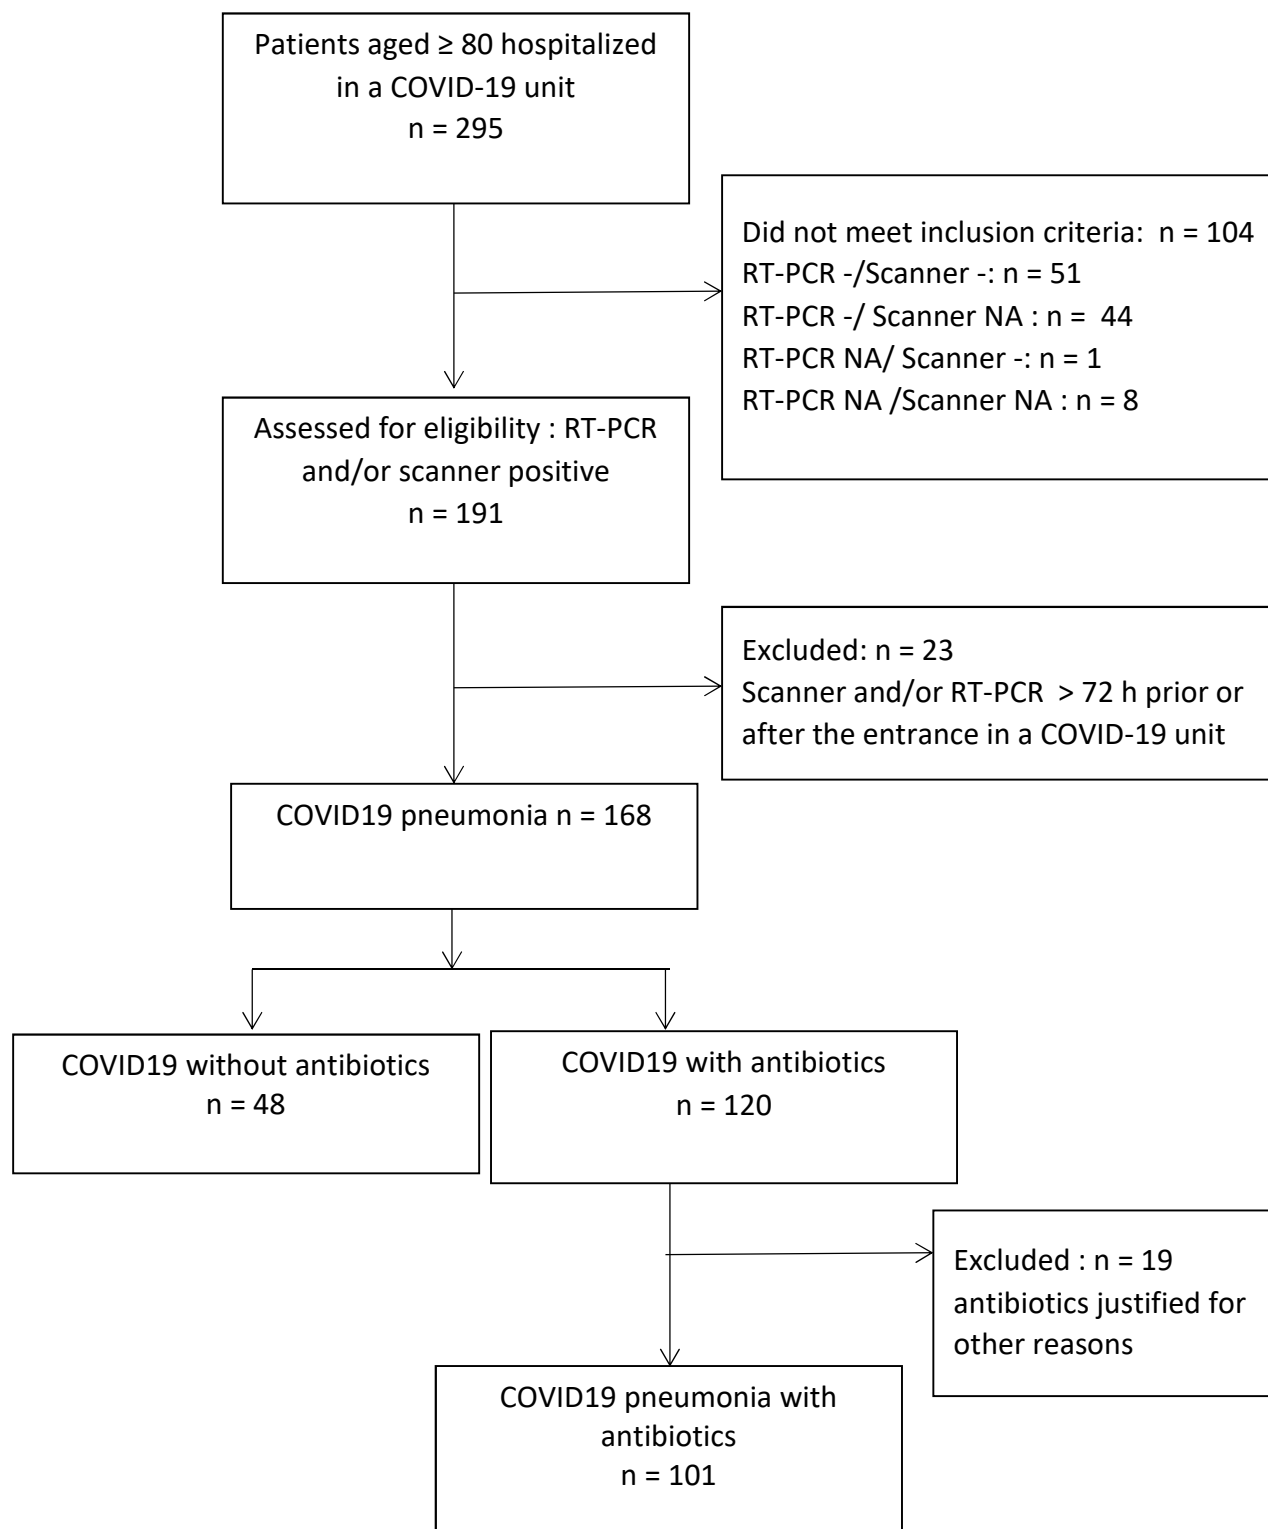 Patients aged ≥ 80 hospitalized
in a COVID-19 unit
n = 295
Did not meet inclusion criteria:  n = 104
RT-PCR -/Scanner -: n = 51
RT-PCR -/ Scanner NA : n =  44
RT-PCR NA/ Scanner -: n = 1
RT-PCR NA /Scanner NA : n = 8
Assessed for eligibility : RT-PCR
and/or scanner positive
n = 191
Excluded: n = 23
Scanner and/or RT-PCR  > 72 h prior or
after the entrance in a COVID-19 unit
COVID19 pneumonia n = 168
COVID19 without antibiotics
n = 48
COVID19 with antibiotics
n = 120
Excluded : n = 19
antibiotics justified for
other reasons
COVID19 pneumonia with
antibiotics
n = 101